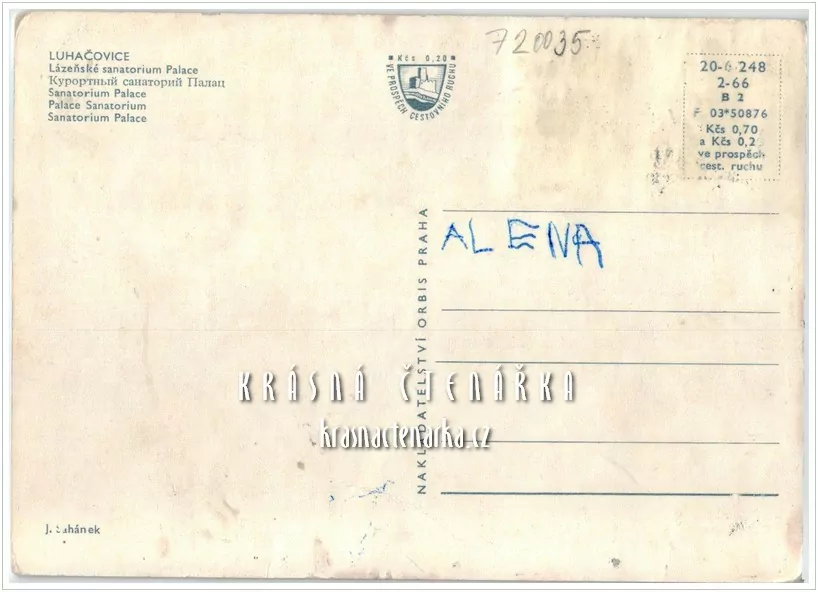 720035
LUHAČOVICE
Lázeňské sanatorium Palace
Курортный санаторий Палац
Sanatorium Palace
Palace Sanatorium
Sanatorium Palace
Kčs 0,20
VE PROSPĚCH CESTOVNÍHO RUCHU
20-6 248
2-66
B 2
F 03*50876
Kčs 0,70
a Kčs 0,2
ve prospěch
cest. ruchu
ALENA
NAKLADATELSTVÍ ORBIS PRAHA
KRÁSNÁ ČTENÁŘKA
krasnactenarka.cz
J.